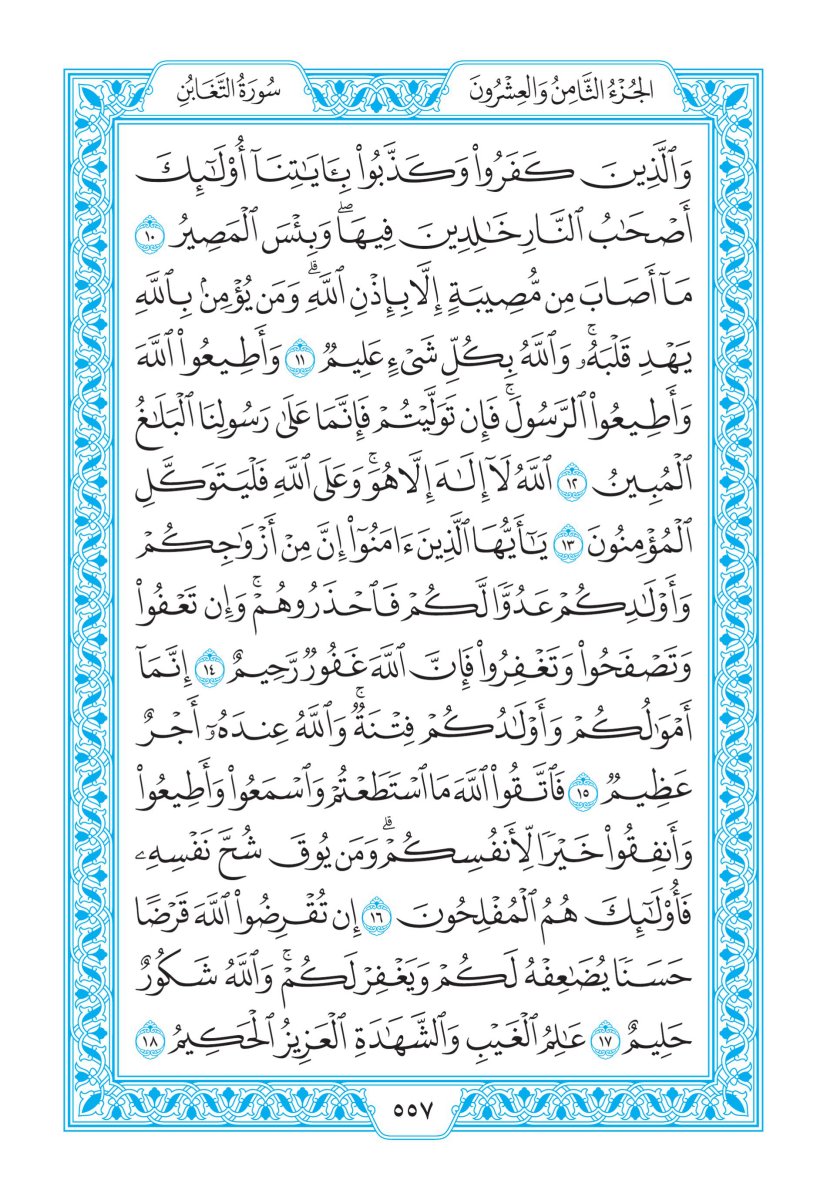 الجُزْءُ الثَّامِنُ وَالعِشْرُونَ
سُورَةُ التَّغَابُنِ
وَٱلَّذِينَ كَفَرُواْ وَكَذَّبُواْ بِـَٔايَٰتِنَآ أُوْلَٰٓئِكَ
أَصْحَٰبُ ٱلنَّارِ خَٰلِدِينَ فِيهَاۖ وَبِئْسَ ٱلْمَصِيرُ ١٠
مَآ أَصَابَ مِن مُّصِيبَةٍ إِلَّا بِإِذْنِ ٱللَّهِۗ وَمَن يُؤْمِنۢ بِٱللَّهِ
يَهْدِ قَلْبَهُۥۚ وَٱللَّهُ بِكُلِّ شَىْءٍ عَلِيمٌ ١١ وَأَطِيعُواْ ٱللَّهَ
وَأَطِيعُواْ ٱلرَّسُولَۚ فَإِن تَوَلَّيْتُمْ فَإِنَّمَا عَلَىٰ رَسُولِنَا ٱلْبَلَٰغُ
ٱلْمُبِينُ ١٢ ٱللَّهُ لَآ إِلَٰهَ إِلَّا هُوَۚ وَعَلَى ٱللَّهِ فَلْيَتَوَكَّلِ
ٱلْمُؤْمِنُونَ ١٣ يَٰٓأَيُّهَا ٱلَّذِينَ ءَامَنُوٓاْ إِنَّ مِنْ أَزْوَٰجِكُمْ
وَأَوْلَٰدِكُمْ عَدُوًّا لَّكُمْ فَٱحْذَرُوهُمْۚ وَإِن تَعْفُواْ
وَتَصْفَحُواْ وَتَغْفِرُواْ فَإِنَّ ٱللَّهَ غَفُورٌ رَّحِيمٌ ١٤ إِنَّمَآ
أَمْوَٰلُكُمْ وَأَوْلَٰدُكُمْ فِتْنَةٌۚ وَٱللَّهُ عِندَهُۥٓ أَجْرٌ
عَظِيمٌ ١٥ فَٱتَّقُواْ ٱللَّهَ مَا ٱسْتَطَعْتُمْ وَٱسْمَعُواْ وَأَطِيعُواْ
وَأَنفِقُواْ خَيْرًا لِّأَنفُسِكُمْۗ وَمَن يُوقَ شُحَّ نَفْسِهِۦ
فَأُوْلَٰٓئِكَ هُمُ ٱلْمُفْلِحُونَ ١٦ إِن تُقْرِضُواْ ٱللَّهَ قَرْضًا
حَسَنًا يُضَٰعِفْهُ لَكُمْ وَيَغْفِرْ لَكُمْۚ وَٱللَّهُ شَكُورٌ
حَلِيمٌ ١٧ عَٰلِمُ ٱلْغَيْبِ وَٱلشَّهَٰدَةِ ٱلْعَزِيزُ ٱلْحَكِيمُ ١٨
٥٥٧